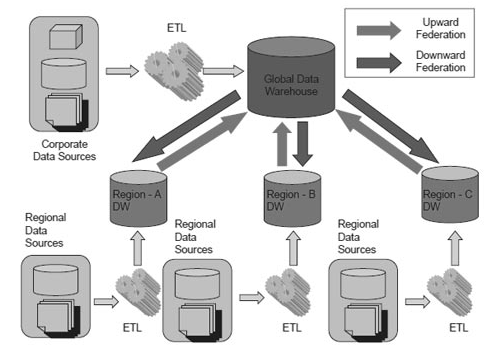 ETL
Upward
Federation
Downward
Federation
Global Data
Warehouse
Corporate
Data Sources
Region - A
DW
Region - B
DW
Region - C
DW
Regional
Data
Sources
Regional
Data
Sources
Regional
Data
Sources
ETL
ETL
ETL